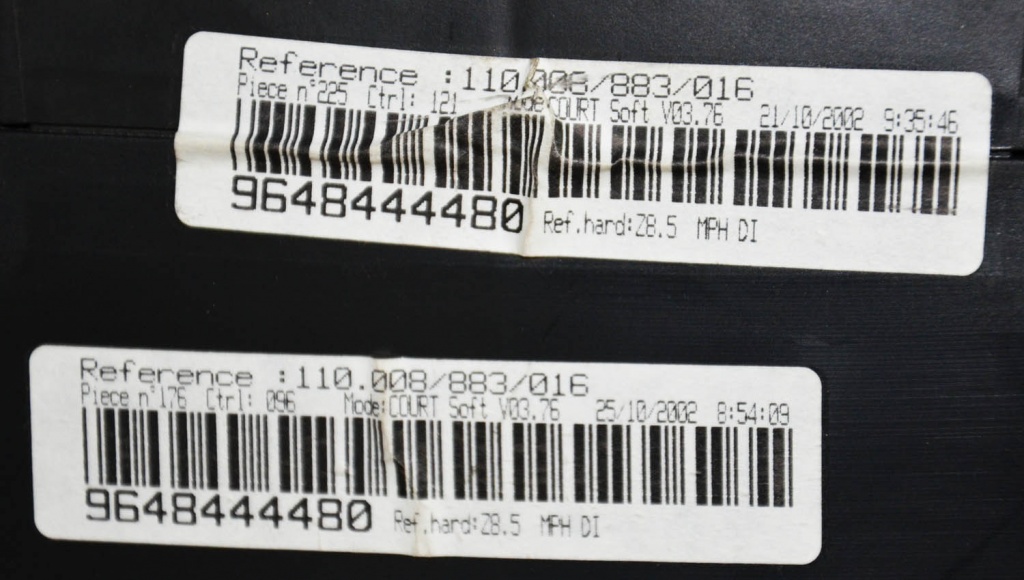 Reference :110.008/883/016
Piece n°225 Ctrl: 121 Mode:COURT Soft V03.76 21/10/2002 9:35:46
9648444480 Ref.hard:Z8.5 MPH DI
Reference :110.008/883/016
Piece n°176 Ctrl: 096 Mode:COURT Soft V03.76 25/10/2002 8:54:09
9648444480 Ref.hard:Z8.5 MPH DI